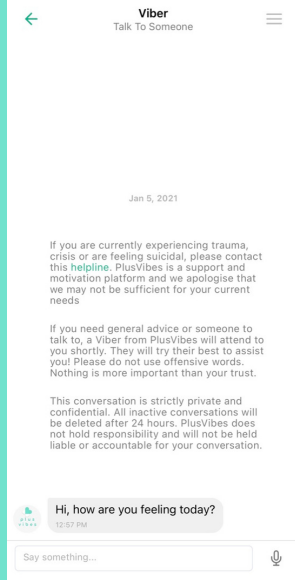 Viber
Talk To Someone
Jan 5, 2021
If you are currently experiencing trauma,
crisis or are feeling suicidal, please contact
this helpline. PlusVibes is a support and
motivation platform and we apologise that
we may not be sufficient for your current
needs
If you need general advice or someone to
talk to, a Viber from PlusVibes will attend to
you shortly. They will try their best to assist
you! Please do not use offensive words.
Nothing is more important than your trust.
This conversation is strictly private and
confidential. All inactive conversations will
be deleted after 24 hours. PlusVibes does
not hold responsibility and will not be held
liable or accountable for your conversation.
plus
vibes
Hi, how are you feeling today?
12:57 PM
Say something...